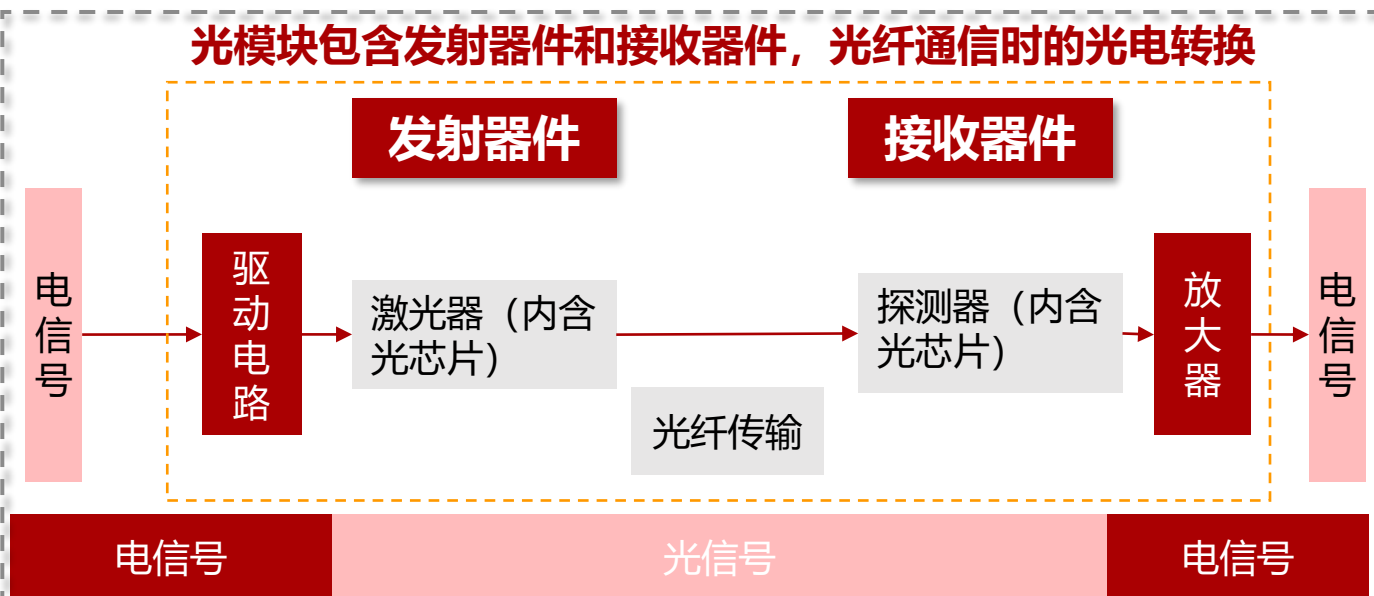 光模块包含发射器件和接收器件，光纤通信时的光电转换
发射器件
接收器件
电信号
驱动电路
激光器（内含
光芯片）
光纤传输
探测器（内含
光芯片）
放大器
电信号
电信号
光信号
电信号